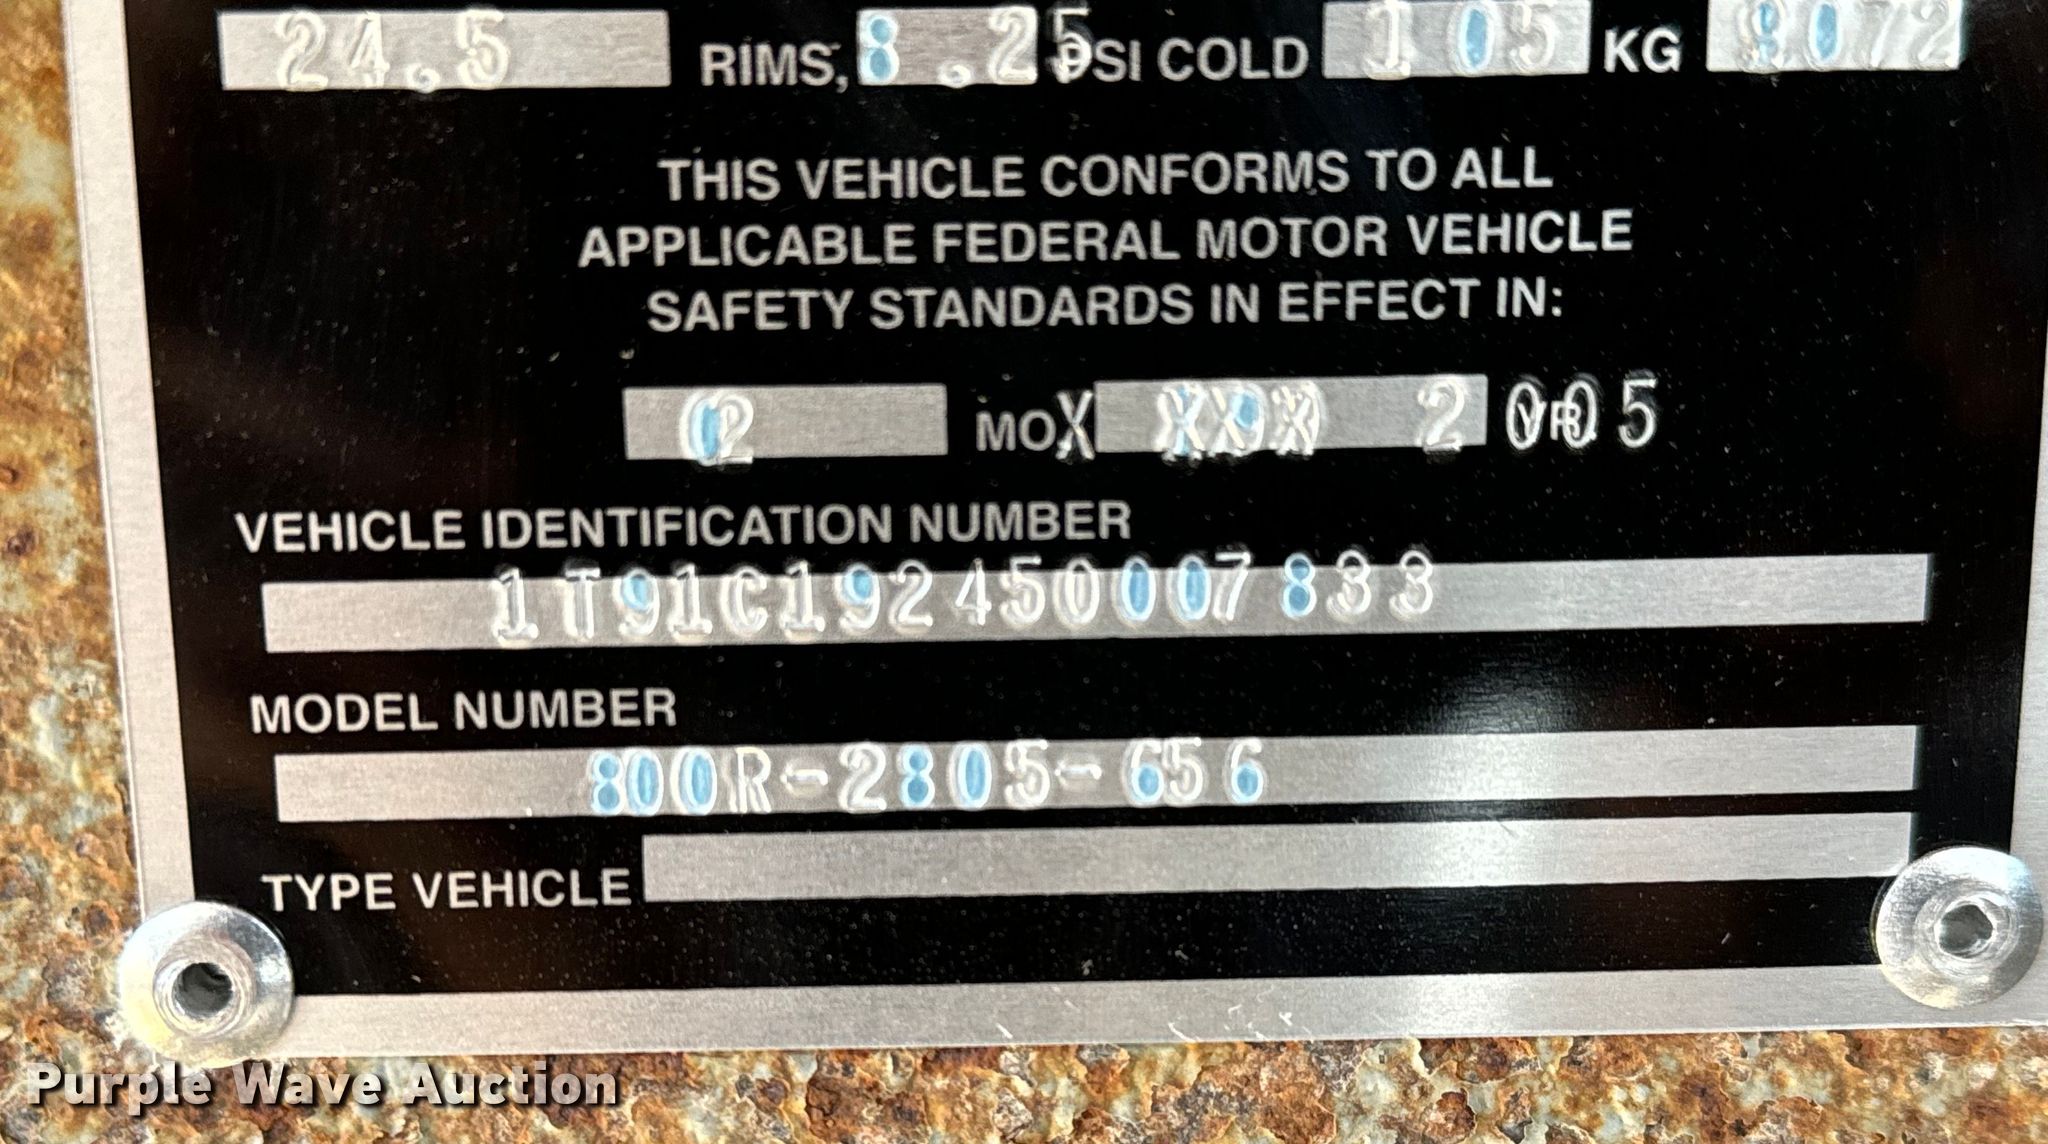 24.5 RIMS, 8.25 PSI COLD 105 KG 9072
THIS VEHICLE CONFORMS TO ALL
APPLICABLE FEDERAL MOTOR VEHICLE
SAFETY STANDARDS IN EFFECT IN:
02 MO 2005 YR.
VEHICLE IDENTIFICATION NUMBER
1T91C192450007833
MODEL NUMBER
800R-2805-656
TYPE VEHICLE
Purple Wave Auction